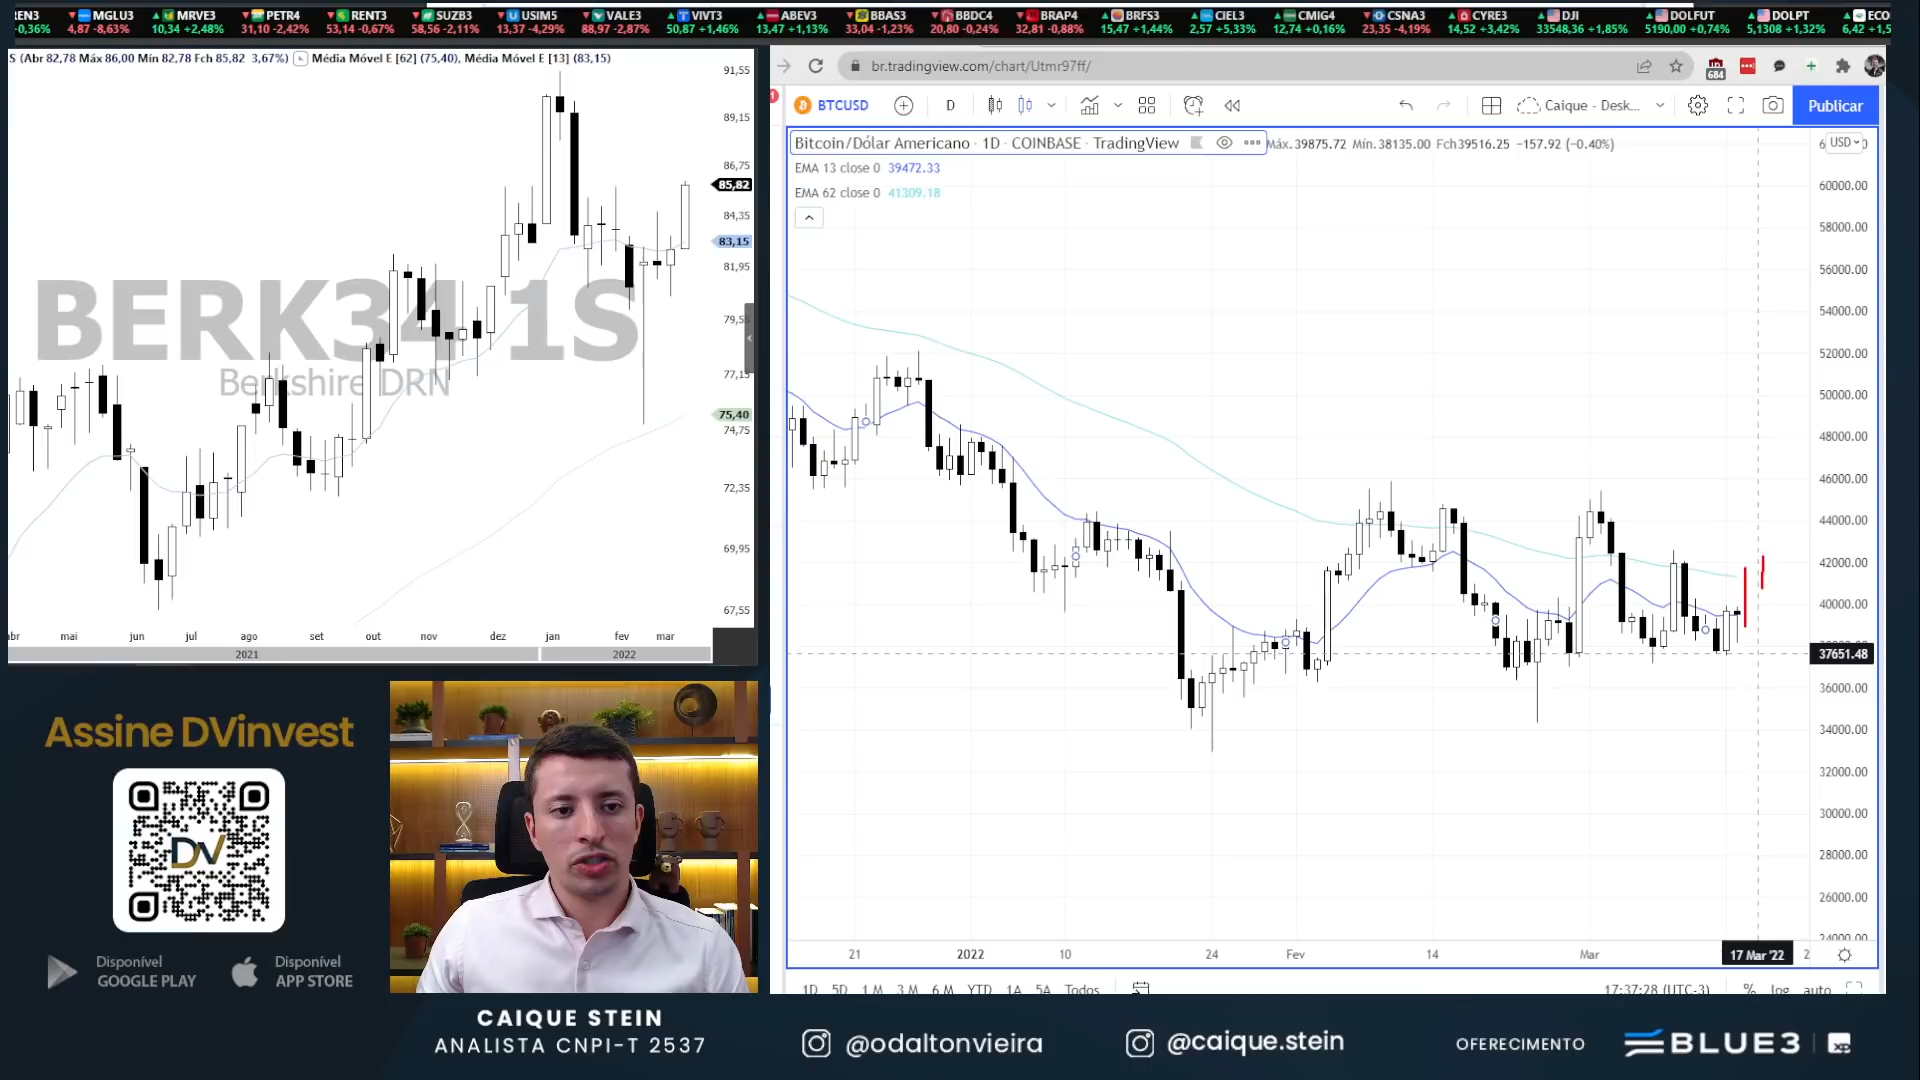 REN3 MGLU3 MRVE3 PETR4 RENT3 SUZB3 USIM5 VALE3 VIVT3 ABEV3 BBAS3 BBDC4 BRAP4 BRFS3 CIEL3 CMIG4 CSNA3 CYRE3 DJI DOLFUT DOLPT ECO
-0,36% 4,87 -8,63% 10,34 +2,48% 31,10 -2,42% 53,14 -0,67% 58,56 -2,11% 13,37 -4,29% 88,97 -2,87% 50,87 +1,46% 13,47 +1,13% 33,04 -1,23% 20,80 -0,24% 32,81 -0,88% 15,47 +1,44% 2,57 +5,33% 12,74 +0,16% 23,35 -4,19% 14,52 +3,42% 33548,36 +1,85% 5190,00 +0,74% 5,1308 +1,32% 6,42 +1,5
S (Abr 82,78 Máx 86,00 Mín 82,78 Fch 85,82 3,67%) Média Móvel E [62] (75,40), Média Móvel E [13] (83,15)
91,55
89,15
86,75
85,82
84,35
83,15
81,95
79,55
77,15
75,40
74,75
72,35
69,95
67,55
BERK34 1S
Berkshire DRN
abr mai jun jul ago set out nov dez jan fev mar
2021 2022
br.tradingview.com/chart/Utmr97ff/
684
BTCUSD D Caique - Desk... Publicar
Bitcoin/Dólar Americano · 1D · COINBASE · TradingView Máx.39875.72 Mín.38135.00 Fch39516.25 −157.92 (−0.40%)
USD
EMA 13 close 0 39472.33
EMA 62 close 0 41309.18
60000.00
58000.00
56000.00
54000.00
52000.00
50000.00
48000.00
46000.00
44000.00
42000.00
40000.00
37651.48
36000.00
34000.00
32000.00
30000.00
28000.00
26000.00
24000.00
21 2022 10 24 Fev 14 Mar 17 Mar '22 2
1D 5D 1M 3M 6M YTD 1A 5A Todos 17:37:28 (UTC-3) % log auto
Assine DVinvest
DV
Disponível
GOOGLE PLAY
Disponível
APP STORE
CAIQUE STEIN
ANALISTA CNPI-T 2537
@odaltonvieira
@caique.stein
OFERECIMENTO
BLUE3
xp